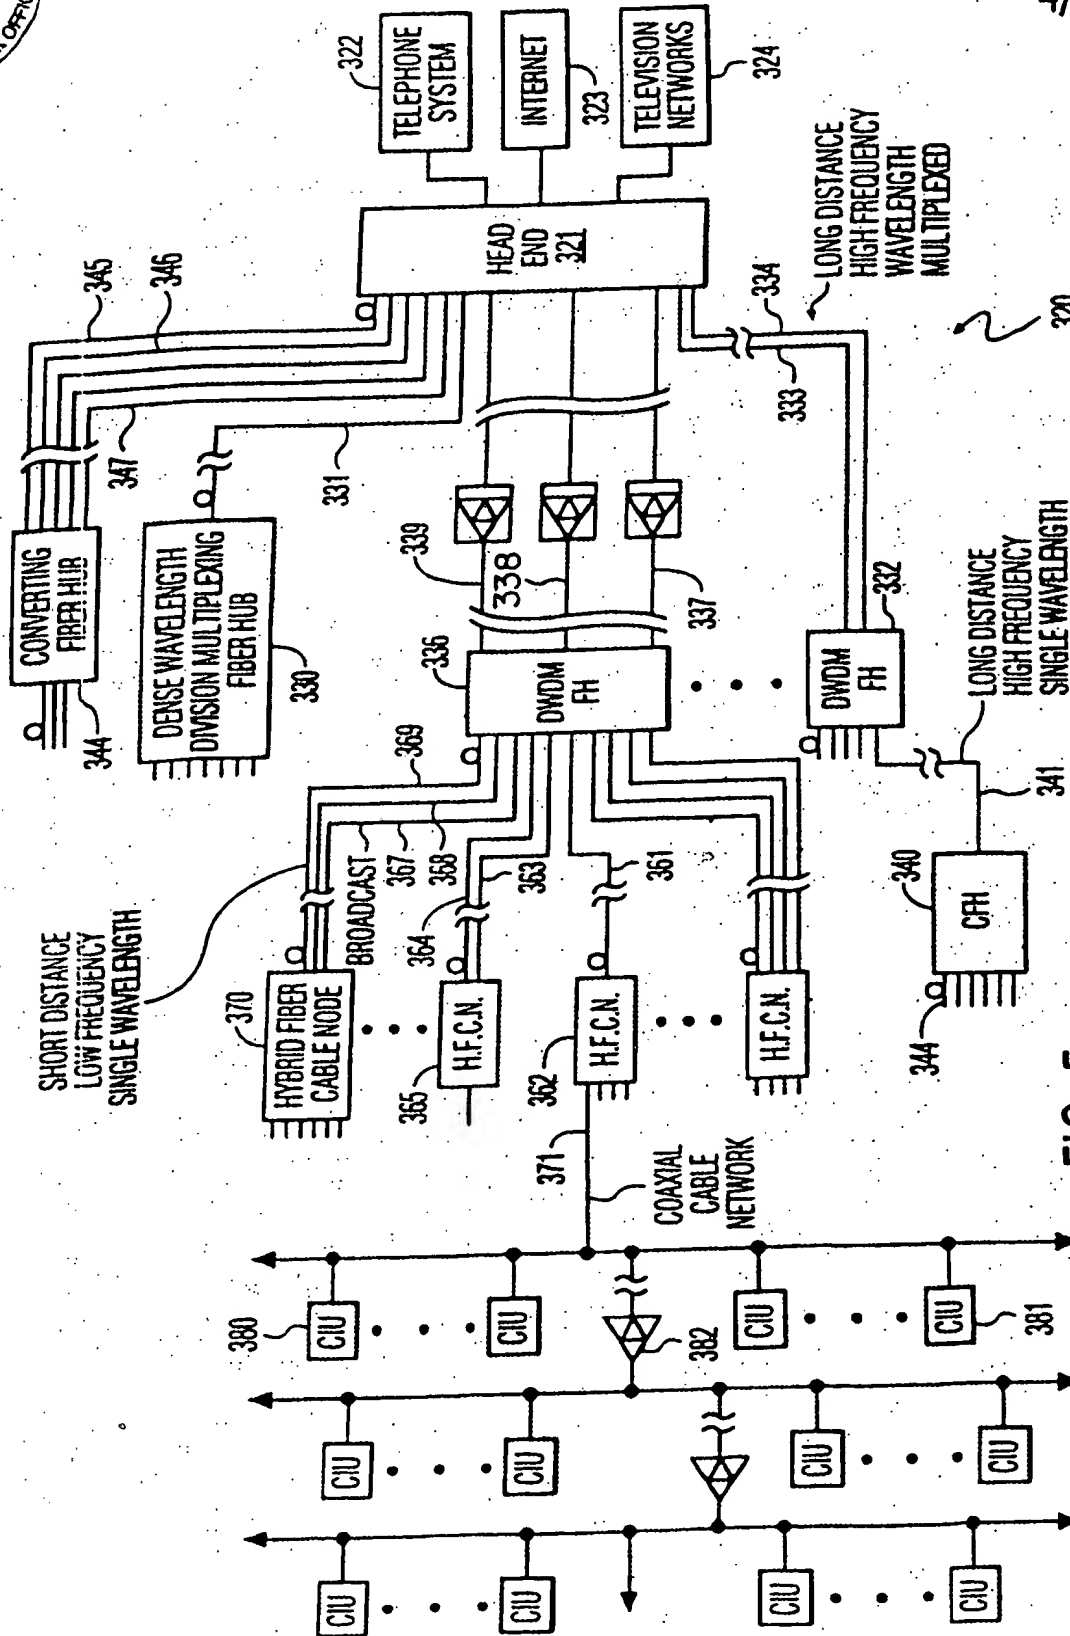 322
TELEPHONE
SYSTEM
INTERNET
323
TELEVISION
NETWORKS
324
HEAD
END
321
345
346
347
331
CONVERTING
FIBER HUB
344
DENSE WAVELENGTH
DIVISION MULTIPLEXING
FIBER HUB
330
339
338
337
336
DWDM
FH
334
333
LONG DISTANCE
HIGH FREQUENCY
WAVELENGTH
MULTIPLEXED
320
DWDM
FH
332
LONG DISTANCE
HIGH FREQUENCY
SINGLE WAVELENGTH
341
340
CFH
344
SHORT DISTANCE
LOW FREQUENCY
SINGLE WAVELENGTH
369
368
367
BROADCAST
364
363
361
370
HYBRID FIBER
CABLE NODE
365
H.F.C.N.
362
H.F.C.N.
H.F.C.N.
371
COAXIAL
CABLE
NETWORK
380
CIU
CIU
382
CIU
CIU
381
CIU
CIU
CIU
CIU
CIU
CIU
CIU
CIU